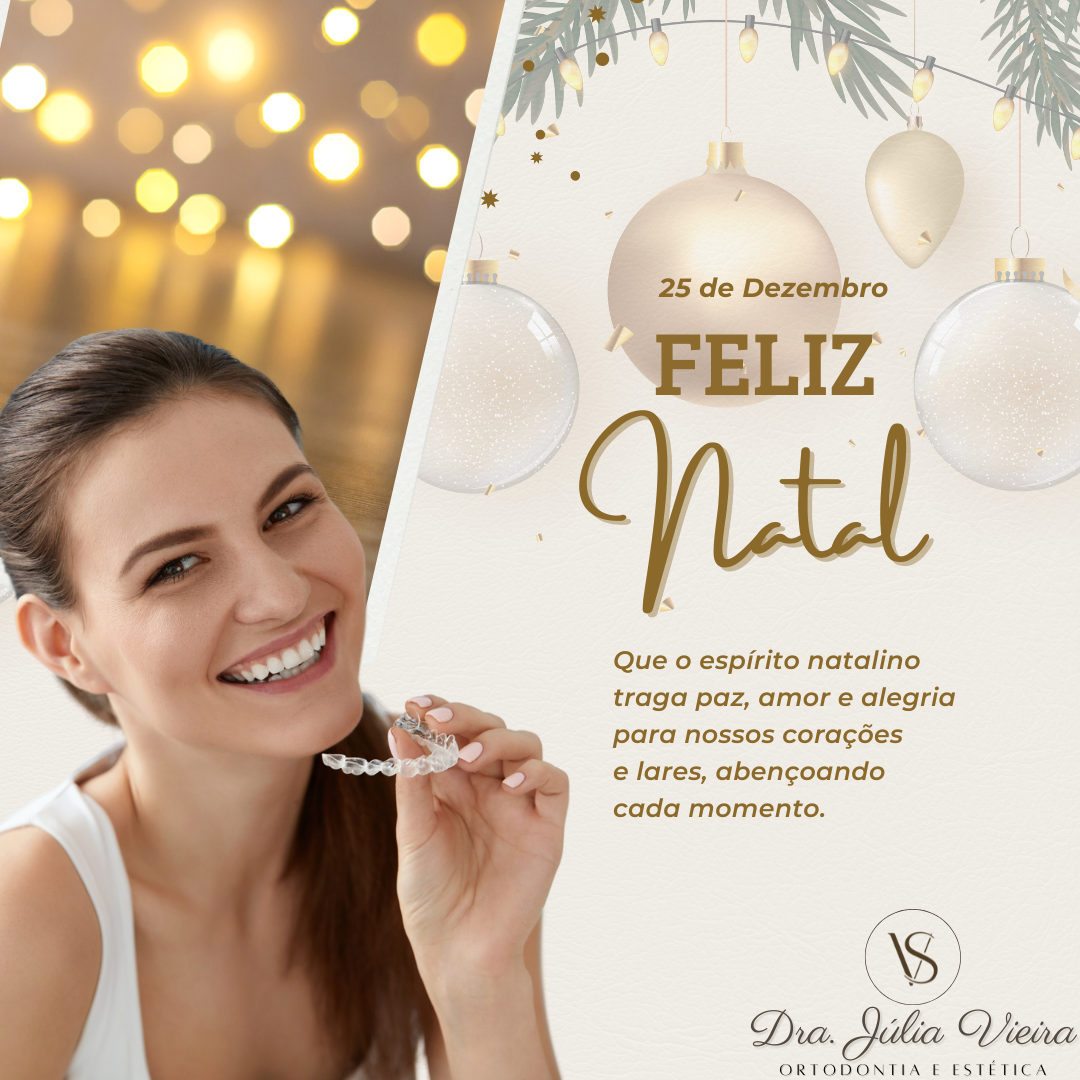 25 de Dezembro
FELIZ
Natal
Que o espírito natalino
traga paz, amor e alegria
para nossos corações
e lares, abençoando
cada momento.
VS
Dra. Júlia Vieira
ORTODONTIA E ESTÉTICA